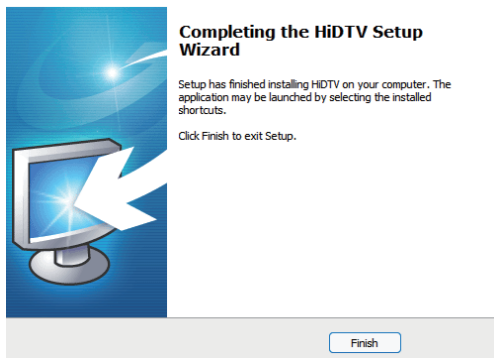 Completing the HiDTV Setup
Wizard
Setup has finished installing HiDTV on your computer. The
application may be launched by selecting the installed
shortcuts.
Click Finish to exit Setup.
Finish